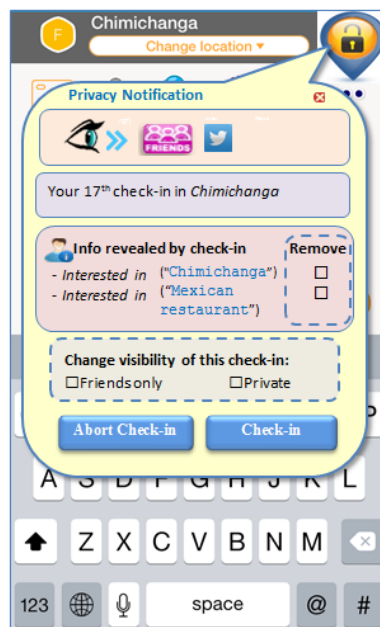 F
Chimichanga
Change location ▾
Privacy Notification
FRIENDS
Your 17th check-in in Chimichanga
Info revealed by check-in
Remove
- Interested in ("Chimichanga") ☐
- Interested in ("Mexican ☐
restaurant")
Change visibility of this check-in:
☐Friends only ☐Private
Abort Check-in Check-in
A S D F G H J K L
Z X C V B N M
123 space @ #